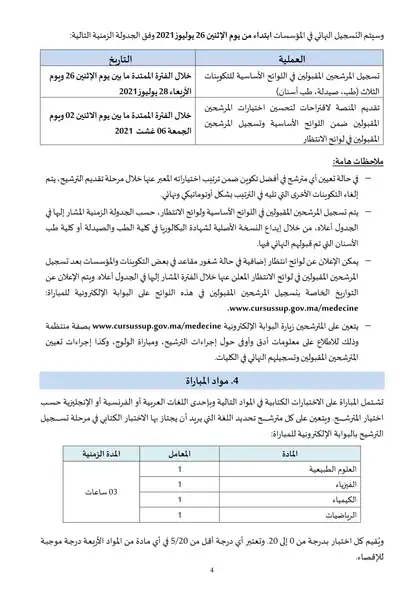 وسيتم التسجيل النهائي في المؤسسات ابتداء من يوم الإثنين 26 يوليوز 2021 وفق الجدولة الزمنية التالية:
العملية
التاريخ
تسجيل المرشحين المقبولين في اللوائح الأساسية للتكوينات
الثلاث (طب، صيدلة، طب أسنان)
خلال الفترة الممتدة ما بين يوم الإثنين 26 ويوم
الأربعاء 28 يوليوز 2021
تقديم المنصة لاقتراحات لتحسين اختيارات المرشحين
المقبولين ضمن اللوائح الأساسية وتسجيل المرشحين
المقبولين في لوائح الانتظار
خلال الفترة الممتدة ما بين يوم الاثنين 02 ويوم
الجمعة 06 غشت 2021
ملاحظات هامة:
– في حالة تعيين أي مترشح في أفضل تكوين ضمن ترتيب اختياراته المعبر عنها خلال مرحلة تقديم الترشيح، يتم
إلغاء التكوينات الأخرى التي تليه في الترتيب بشكل أوتوماتيكي ونهائي.
– يتم تسجيل المرشحين المقبولين في اللوائح الأساسية ولوائح الانتظار، حسب الجدولة الزمنية المشار إليها في
الجدول أعلاه، من خلال إيداع النسخة الأصلية لشهادة البكالوريا في كلية الطب والصيدلة أو كلية طب
الأسنان التي تم قبولهم النهائي فيها.
– يمكن الإعلان عن لوائح انتظار إضافية في حالة شغور مقاعد في بعض التكوينات والمؤسسات بعد تسجيل
المرشحين المقبولين في لوائح الانتظار المعلن عنها خلال الفترة المشار إليها في الجدول أعلاه. ويتم الإعلان عن
التواريخ الخاصة بتسجيل المرشحين المقبولين في هذه اللوائح على البوابة الإلكترونية للمباراة:
www.cursussup.gov.ma/medecine.
– يتعين على المترشحين زيارة البوابة الإلكترونية www.cursussup.gov.ma/medecine بصفة منتظمة
وذلك للاطلاع على معلومات أدق وأوفى حول إجراءات الترشيح، ومباراة الولوج، وكذا إجراءات تعيين
المترشحين المقبولين وتسجيلهم النهائي في الكليات.
4. مواد المباراة
تشتمل المباراة على الاختبارات الكتابية في المواد التالية وبإحدى اللغات العربية أو الفرنسية أو الإنجليزية حسب
اختيار المترشح. ويتعين على كل مترشح تحديد اللغة التي يريد أن يجتاز بها الاختبار الكتابي في مرحلة تسجيل
الترشيح بالبوابة الإلكترونية للمباراة:
المادة المعامل المدة الزمنية
العلوم الطبيعية 1
الفيزياء 1
03 ساعات
الكيمياء 1
الرياضيات 1
ويُقيم كل اختبار بدرجة من 0 إلى 20. وتعتبر أي درجة أقل من 5/20 في أي مادة من المواد الأربعة درجة موجبة
للإقصاء.
4